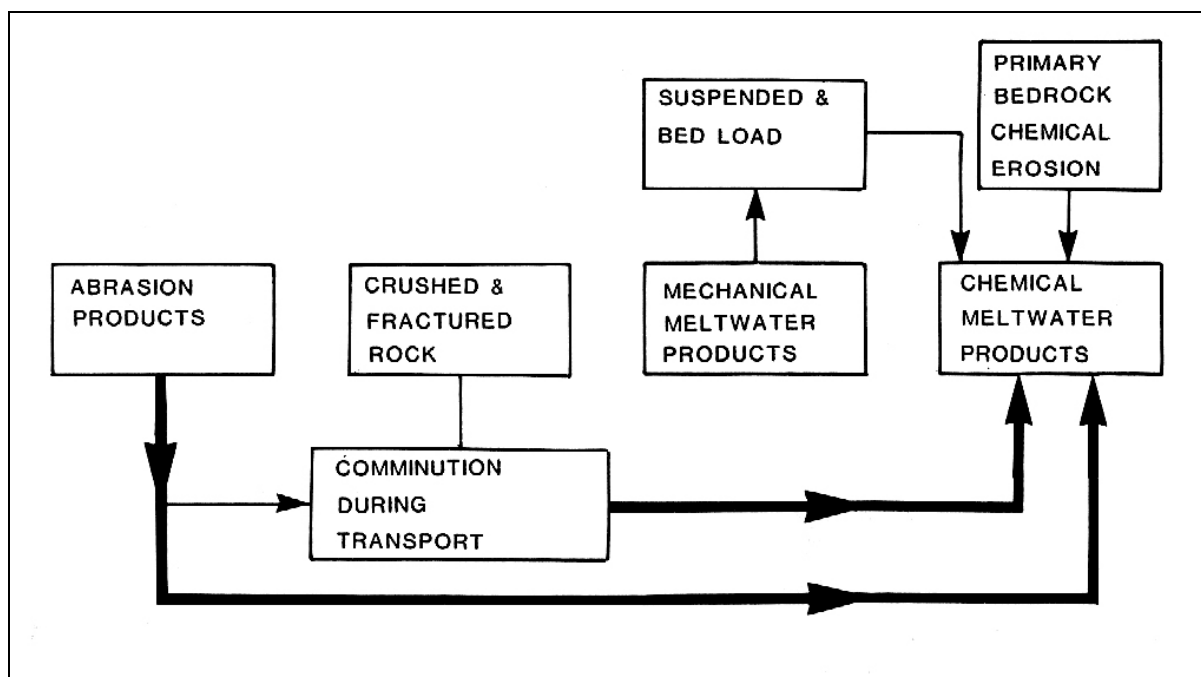 SUSPENDED &
BED LOAD
PRIMARY
BEDROCK
CHEMICAL
EROSION
ABRASION
PRODUCTS
CRUSHED &
FRACTURED
ROCK
MECHANICAL
MELTWATER
PRODUCTS
CHEMICAL
MELTWATER
PRODUCTS
COMMINUTION
DURING
TRANSPORT